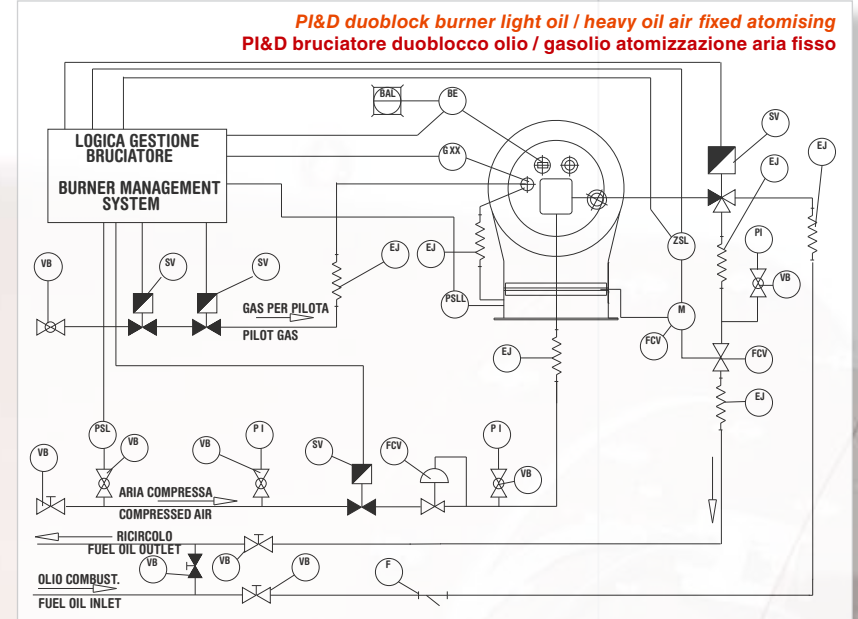 PI&D duoblock burner light oil / heavy oil air fixed atomising
PI&D bruciatore duoblocco olio / gasolio atomizzazione aria fisso
BAL
BE
SV
LOGICA GESTIONE
BRUCIATORE
BURNER MANAGEMENT
SYSTEM
GXX
EJ
EJ
ZSL
PI
VB
SV
SV
EJ
EJ
VB
PSLL
M
GAS PER PILOTA
PILOT GAS
FCV
EJ
FCV
EJ
PSL
VB
VB
PI
SV
FCV
PI
VB
VB
ARIA COMPRESSA
COMPRESSED AIR
RICIRCOLO
FUEL OIL OUTLET
VB
VB
VB
F
OLIO COMBUST.
FUEL OIL INLET